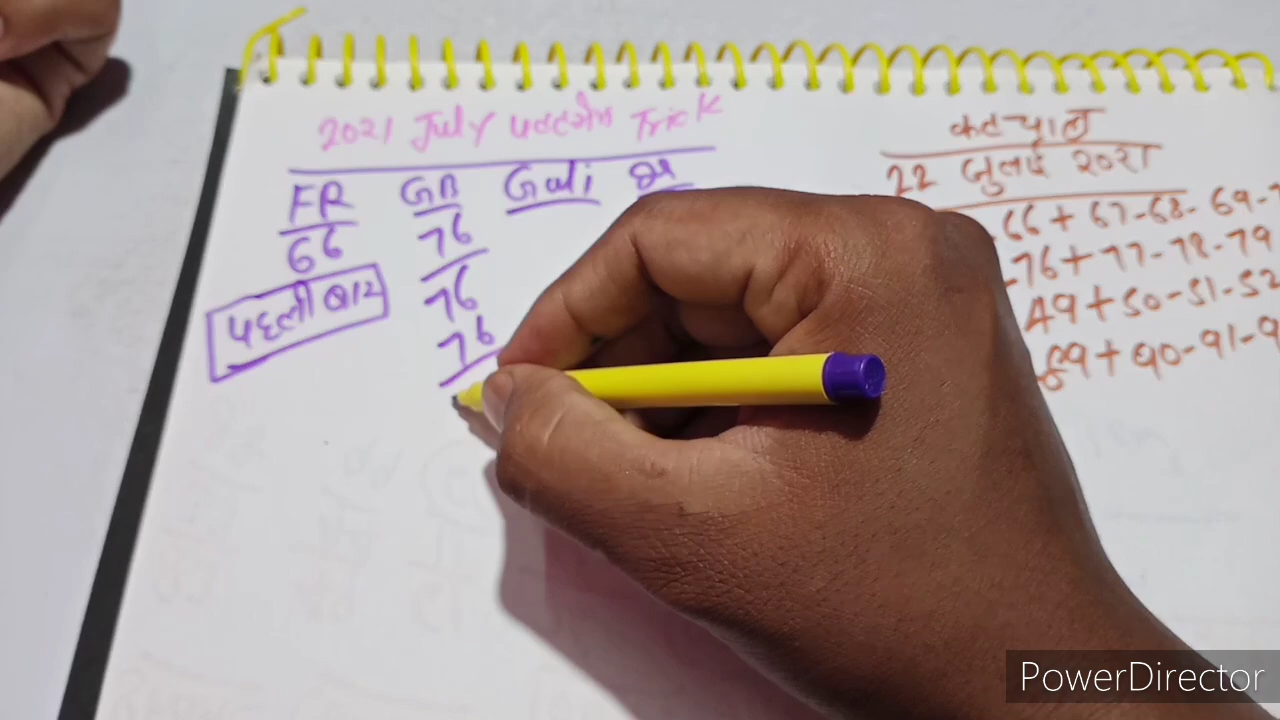 2021 July Trick
FR GB Gali
66 76
पहली बार 76
76
कल्याण
22 जुलाई 2021
66+67-68-69-7
76+77-78-79
49+50-51-52
89+90-91-9
PowerDirector